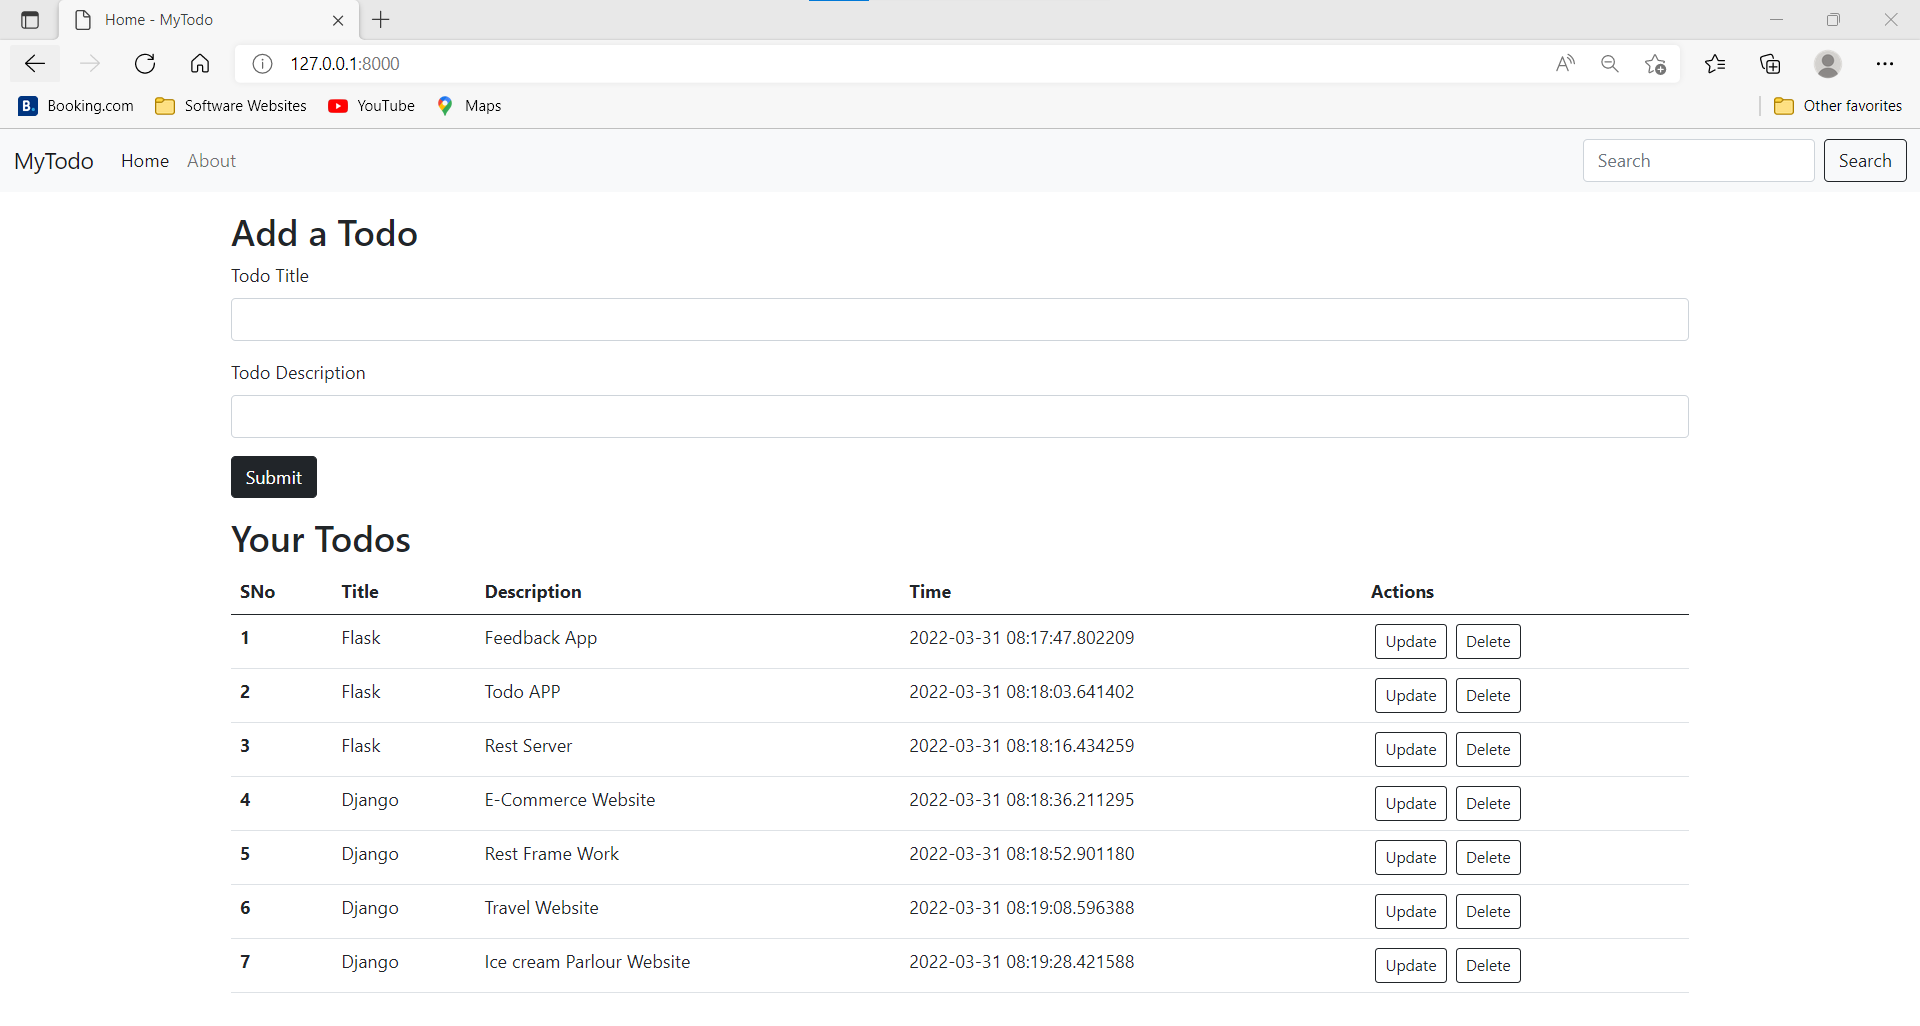 Home - MyTodo
127.0.0.1:8000
B. Booking.com Software Websites YouTube Maps Other favorites
MyTodo Home About Search Search
Add a Todo
Todo Title
Todo Description
Submit
Your Todos
SNo Title Description Time Actions
1 Flask Feedback App 2022-03-31 08:17:47.802209 Update Delete
2 Flask Todo APP 2022-03-31 08:18:03.641402 Update Delete
3 Flask Rest Server 2022-03-31 08:18:16.434259 Update Delete
4 Django E-Commerce Website 2022-03-31 08:18:36.211295 Update Delete
5 Django Rest Frame Work 2022-03-31 08:18:52.901180 Update Delete
6 Django Travel Website 2022-03-31 08:19:08.596388 Update Delete
7 Django Ice cream Parlour Website 2022-03-31 08:19:28.421588 Update Delete